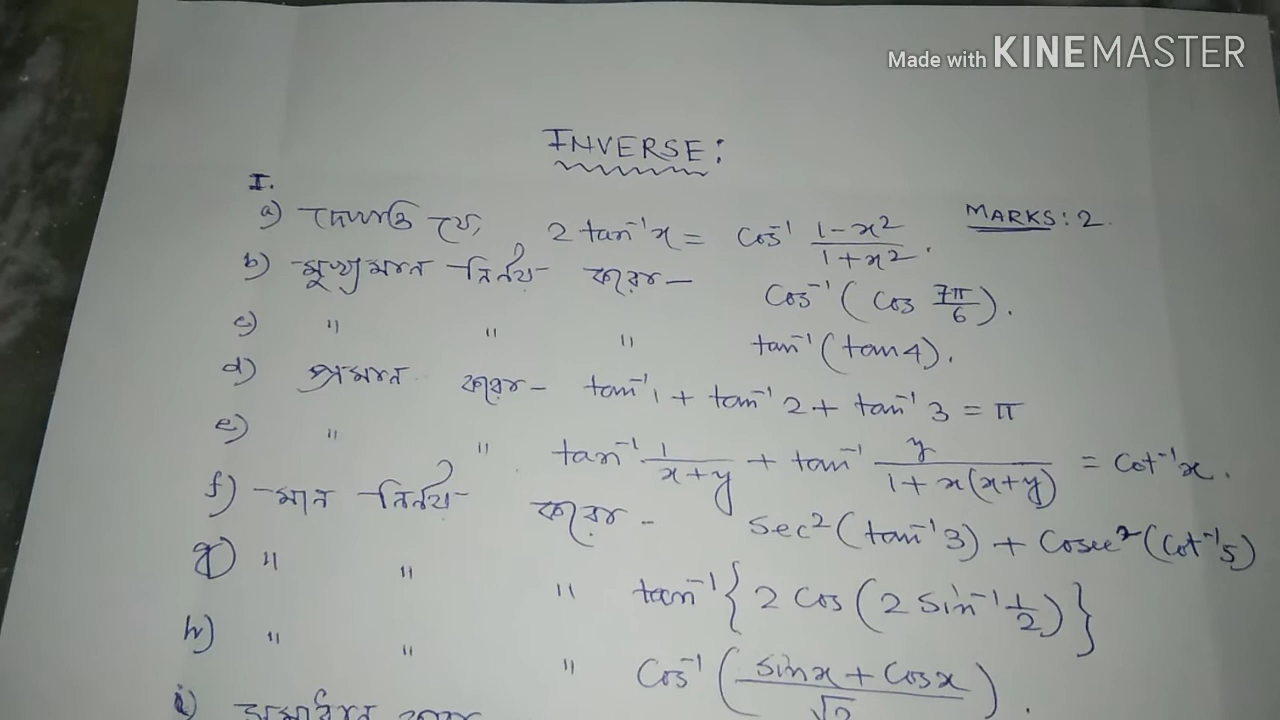 Made with KINEMASTER
INVERSE:
I.
a) দেখাও যে, 2 tan⁻¹x = cos⁻¹ (1-x²)/(1+x²). MARKS: 2.
b) মুখ্যমান নির্ণয় করো— cos⁻¹ (cos 7π/6).
c) " " " tan⁻¹ (tan 4).
d) প্রমান করো— tan⁻¹1 + tan⁻¹2 + tan⁻¹3 = π
e) " " tan⁻¹ 1/(x+y) + tan⁻¹ y/(1+x(x+y)) = cot⁻¹x.
f) মান নির্ণয় করো- sec²(tan⁻¹3) + cosec²(cot⁻¹5)
g) " " " tan⁻¹{2 cos(2 sin⁻¹ 1/2)}
h) " " " cos⁻¹ ((sinx + cosx)/√2).
i) সমাধান